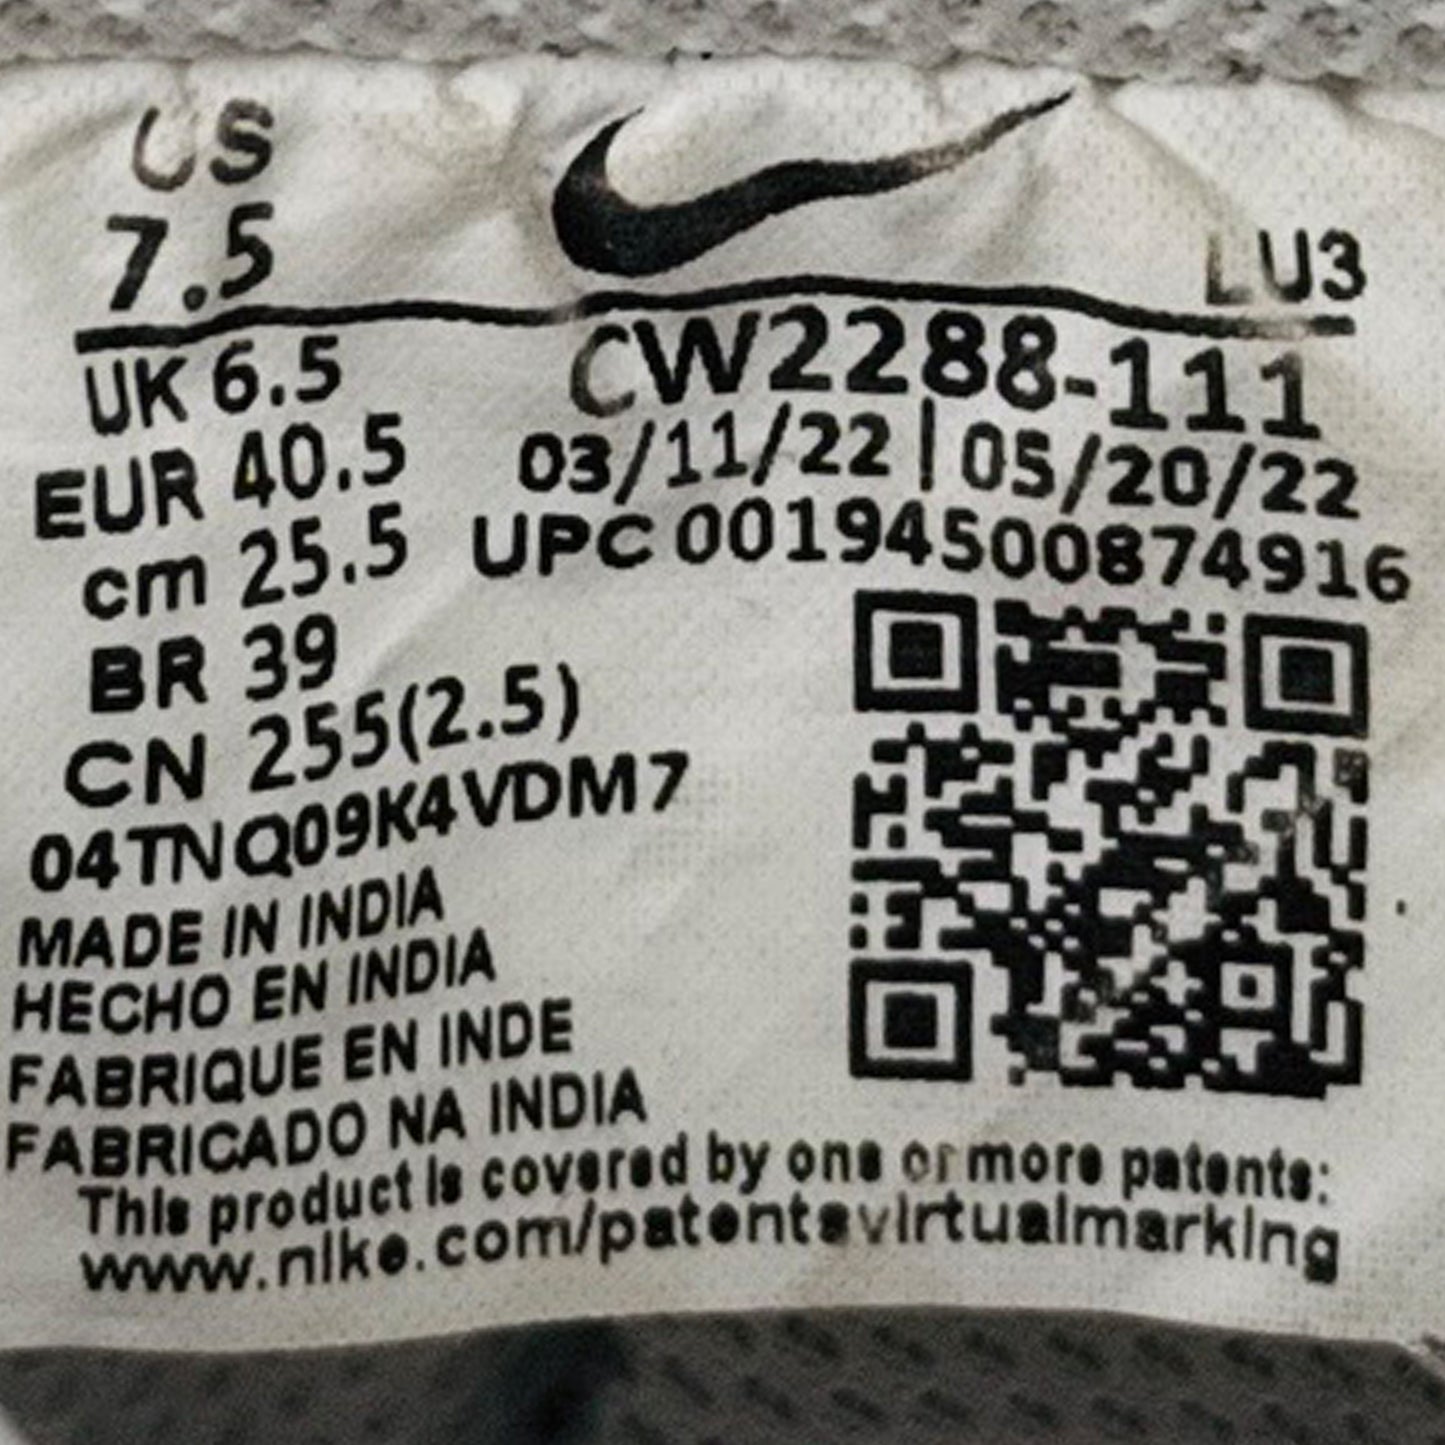 US
7.5
LU3
UK 6.5
CW2288-111
EUR 40.5
03/11/22 | 05/20/22
cm 25.5
UPC 00194500874916
BR 39
CN 255(2.5)
04TNQ09K4VDM7
MADE IN INDIA
HECHO EN INDIA
FABRIQUE EN INDE
FABRICADO NA INDIA
This product is covered by one or more patents:
www.nike.com/patentsvirtualmarking